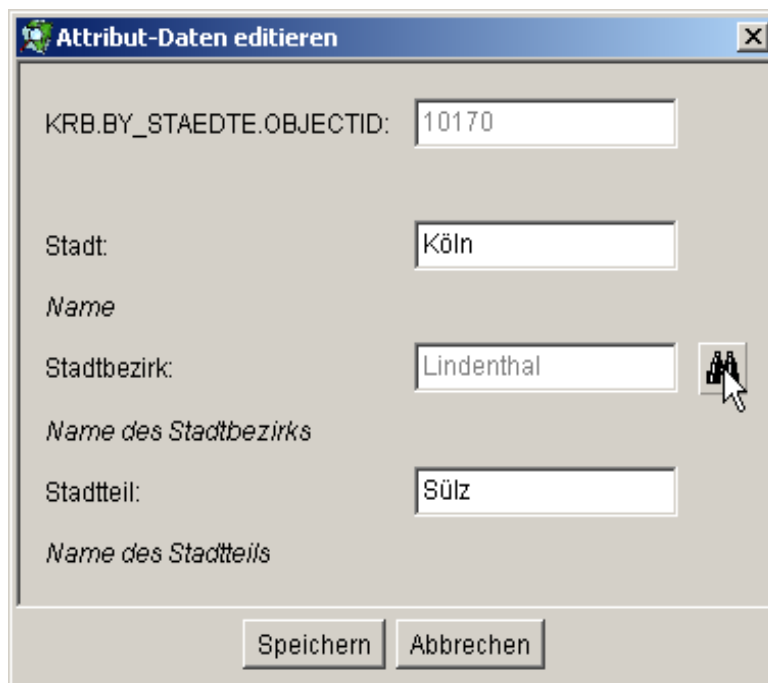 Attribut-Daten editieren
KRB.BY_STAEDTE.OBJECTID: 10170
Stadt: Köln
Name
Stadtbezirk: Lindenthal
Name des Stadtbezirks
Stadtteil: Sülz
Name des Stadtteils
Speichern Abbrechen